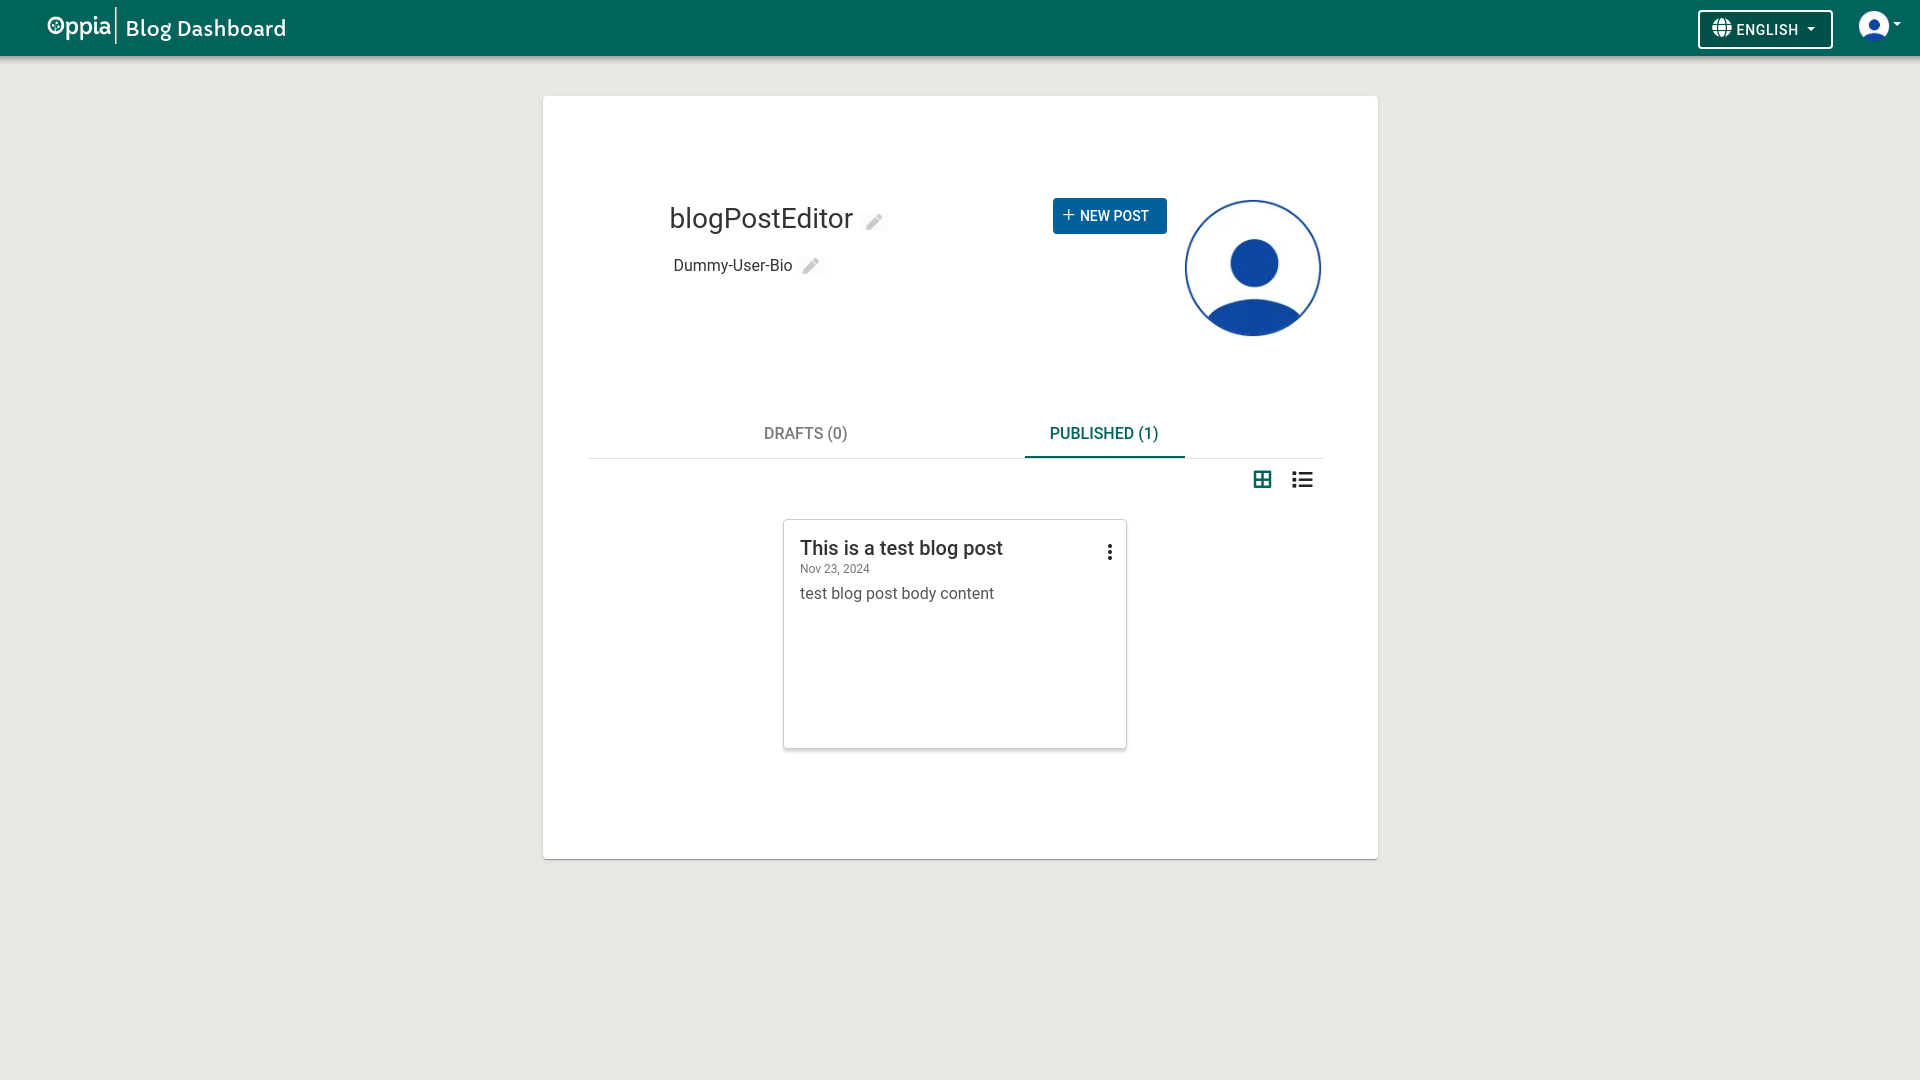 Oppia Blog Dashboard
ENGLISH
blogPostEditor
+ NEW POST
Dummy-User-Bio
DRAFTS (0)
PUBLISHED (1)
This is a test blog post
Nov 23, 2024
test blog post body content